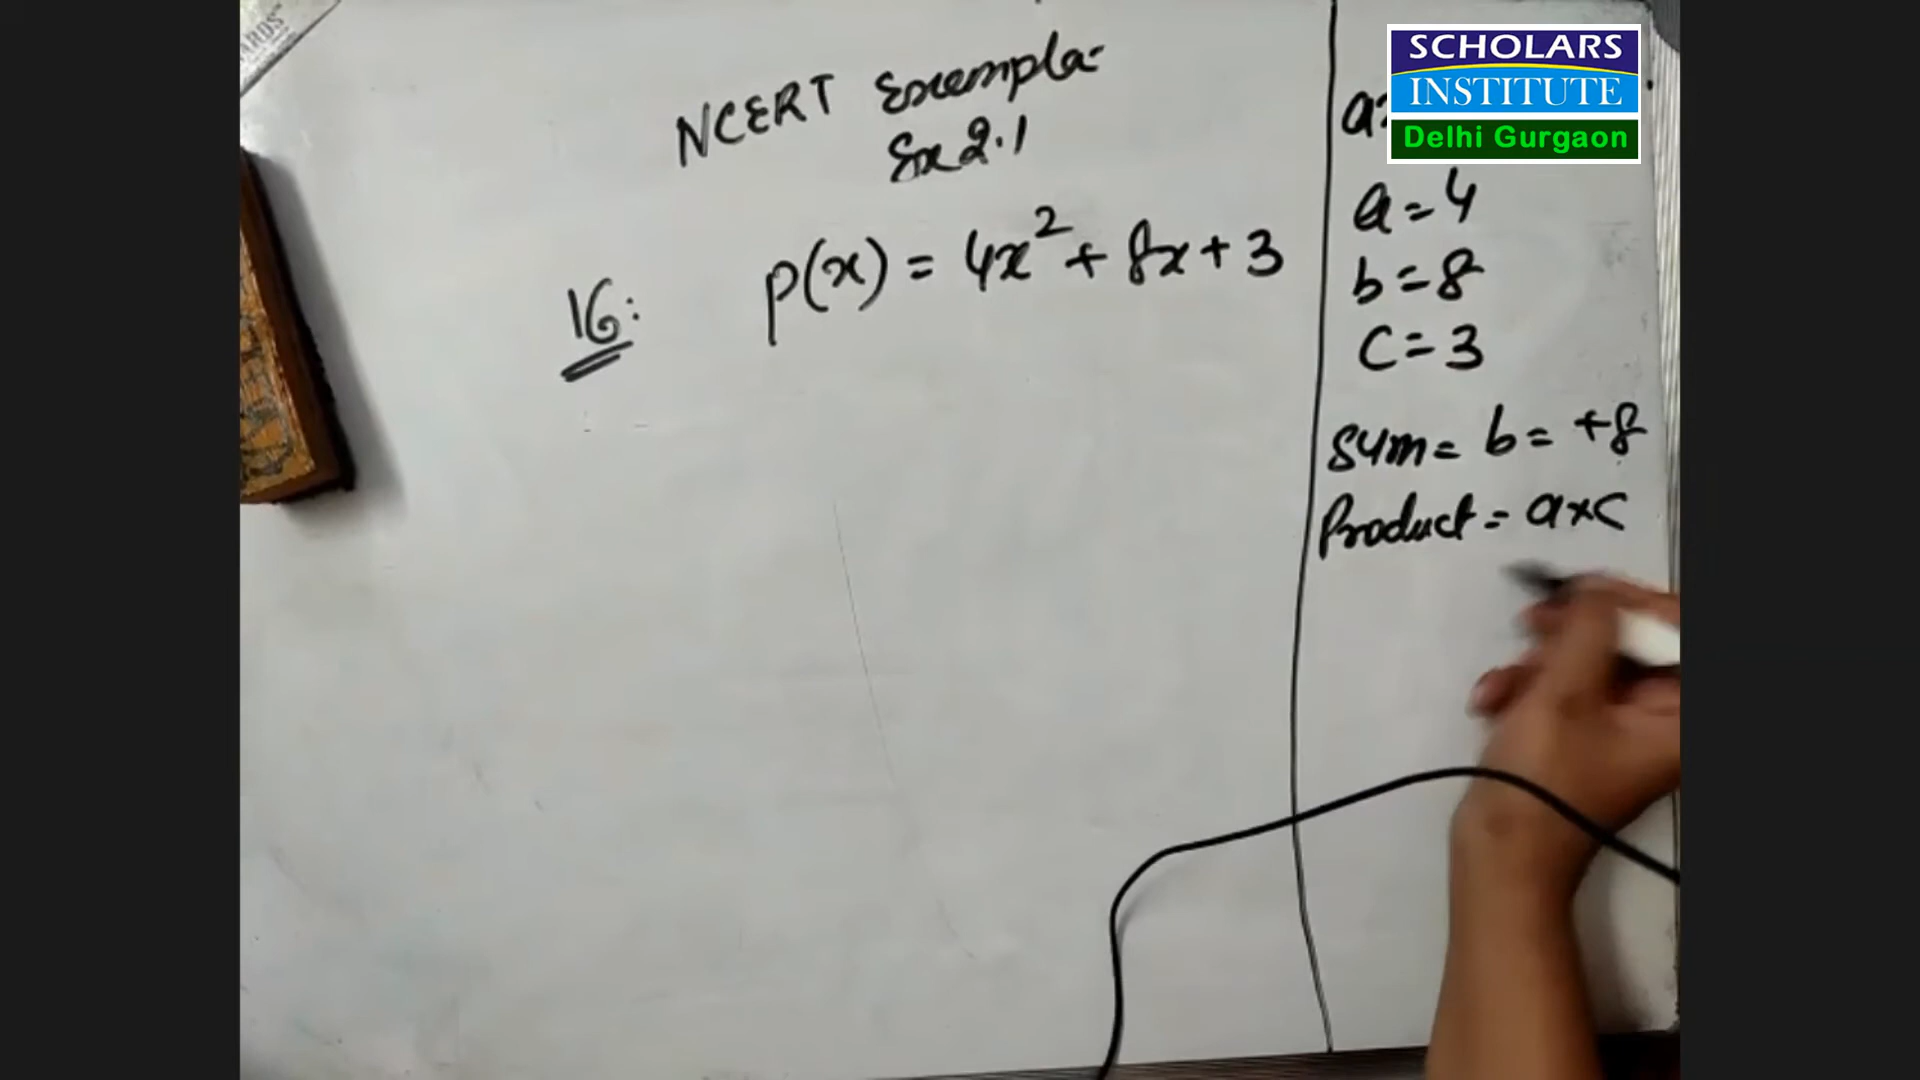 NCERT Exempla
Ex 2.1
16: p(x) = 4x² + 8x + 3
SCHOLARS
INSTITUTE
Delhi Gurgaon
a = 4
b = 8
c = 3
Sum = b = +8
Product = a×c